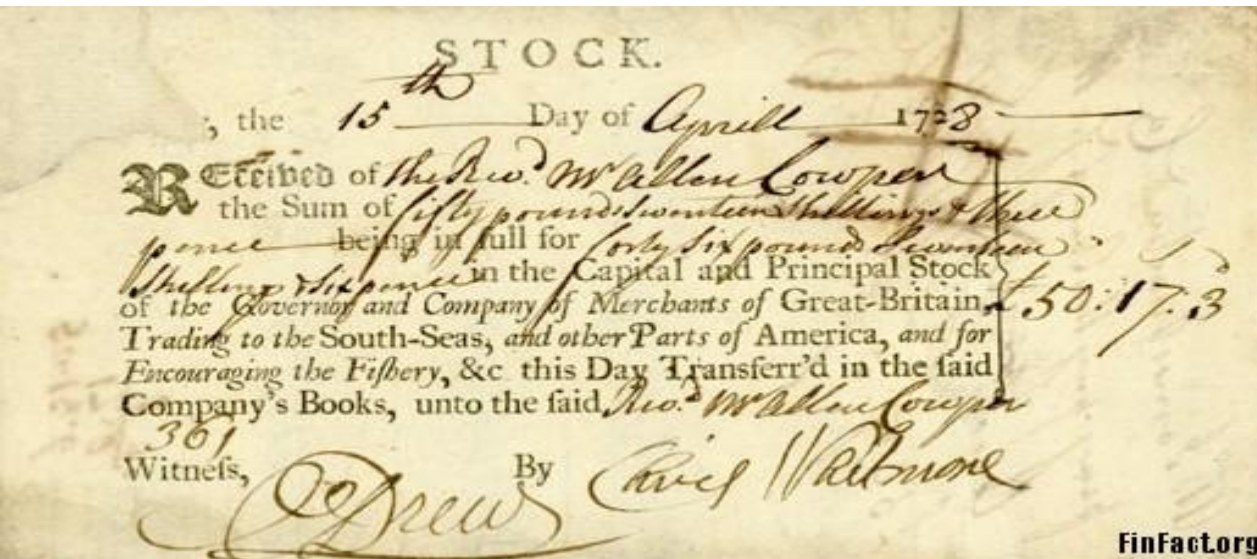 STOCK.
, the 15th Day of Aprill 1728
Received of the Revd. Mr Allen Cowper
the Sum of fifty pounds Seventeen Shillings & three
pence being in full for forty Six pounds Seventeen
Shillings & Six pence in the Capital and Principal Stock
of the Governor and Company of Merchants of Great-Britain, £ 50:17:3
Trading to the South-Seas, and other Parts of America, and for
Encouraging the Fiſhery, &c this Day Transferr'd in the ſaid
Company's Books, unto the ſaid Revd. Mr Allen Cowper
361
Witneſs, Drew By Whitmore
FinFact.org